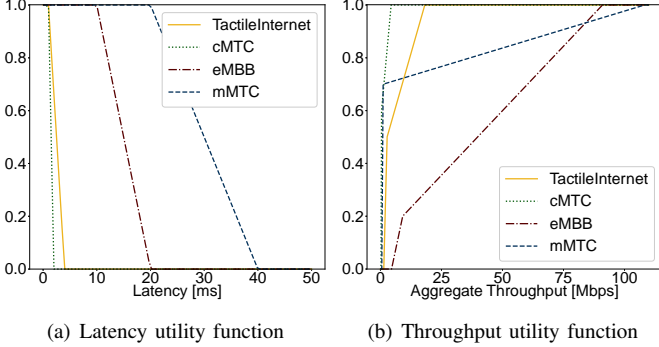 1.0
0.8
0.6
0.4
0.2
0.0
TactileInternet
cMTC
eMBB
mMTC
0 10 20 30 40 50
Latency [ms]
(a) Latency utility function
1.0
0.8
0.6
0.4
0.2
0.0
TactileInternet
cMTC
eMBB
mMTC
0 25 50 75 100
Aggregate Throughput [Mbps]
(b) Throughput utility function